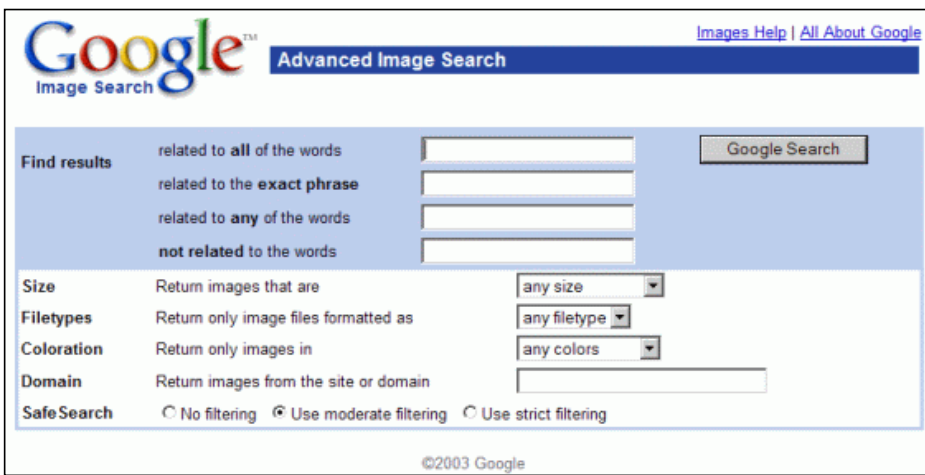 Google™
Image Search
Images Help | All About Google
Advanced Image Search
Find results
related to all of the words
Google Search
related to the exact phrase
related to any of the words
not related to the words
Size Return images that are any size
Filetypes Return only image files formatted as any filetype
Coloration Return only images in any colors
Domain Return images from the site or domain
SafeSearch No filtering Use moderate filtering Use strict filtering
©2003 Google